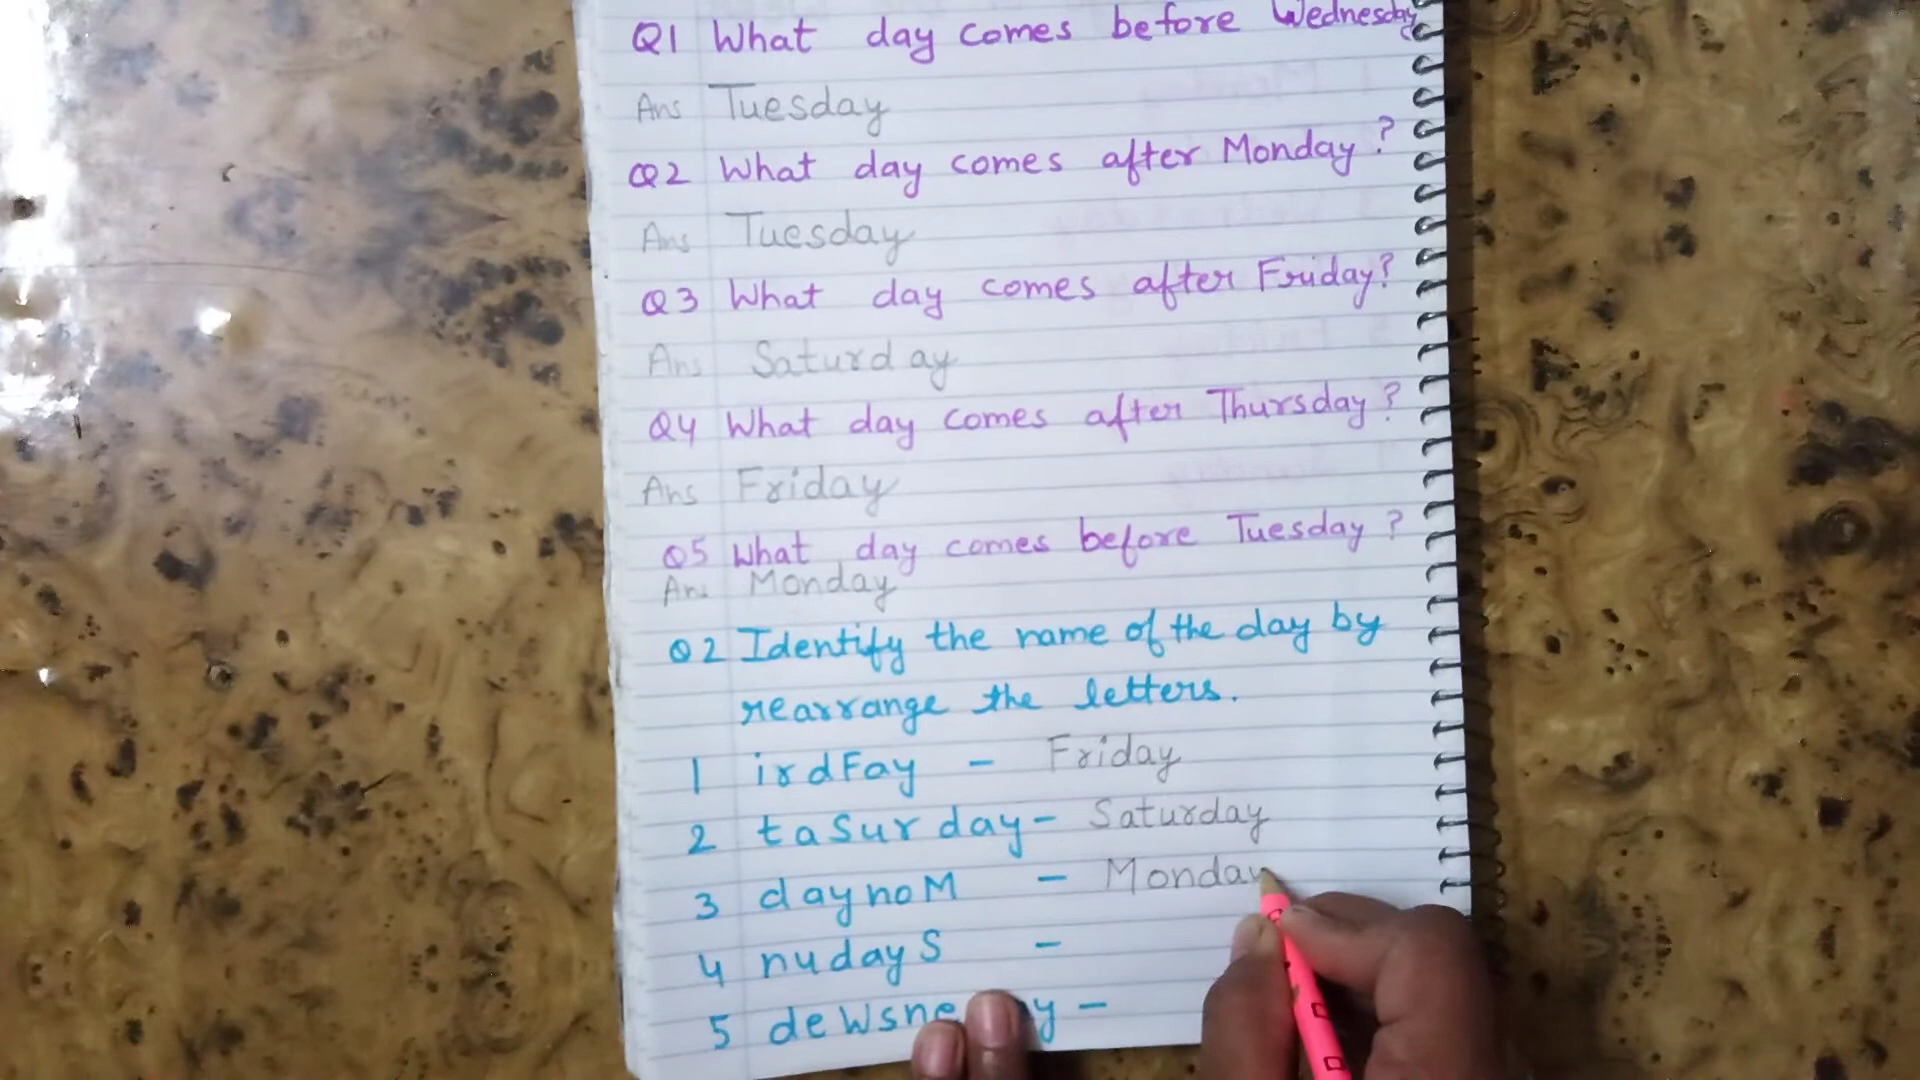 Q1 What day comes before Wednesday
Ans Tuesday
Q2 What day comes after Monday?
Ans Tuesday
Q3 What day comes after Friday?
Ans Saturday
Q4 What day comes after Thursday?
Ans Friday
Q5 What day comes before Tuesday?
Ans Monday
Q2 Identify the name of the day by
rearrange the letters.
1 irdFay - Friday
2 taSurday - Saturday
3 daynoM - Monday
4 nudayS -
5 -